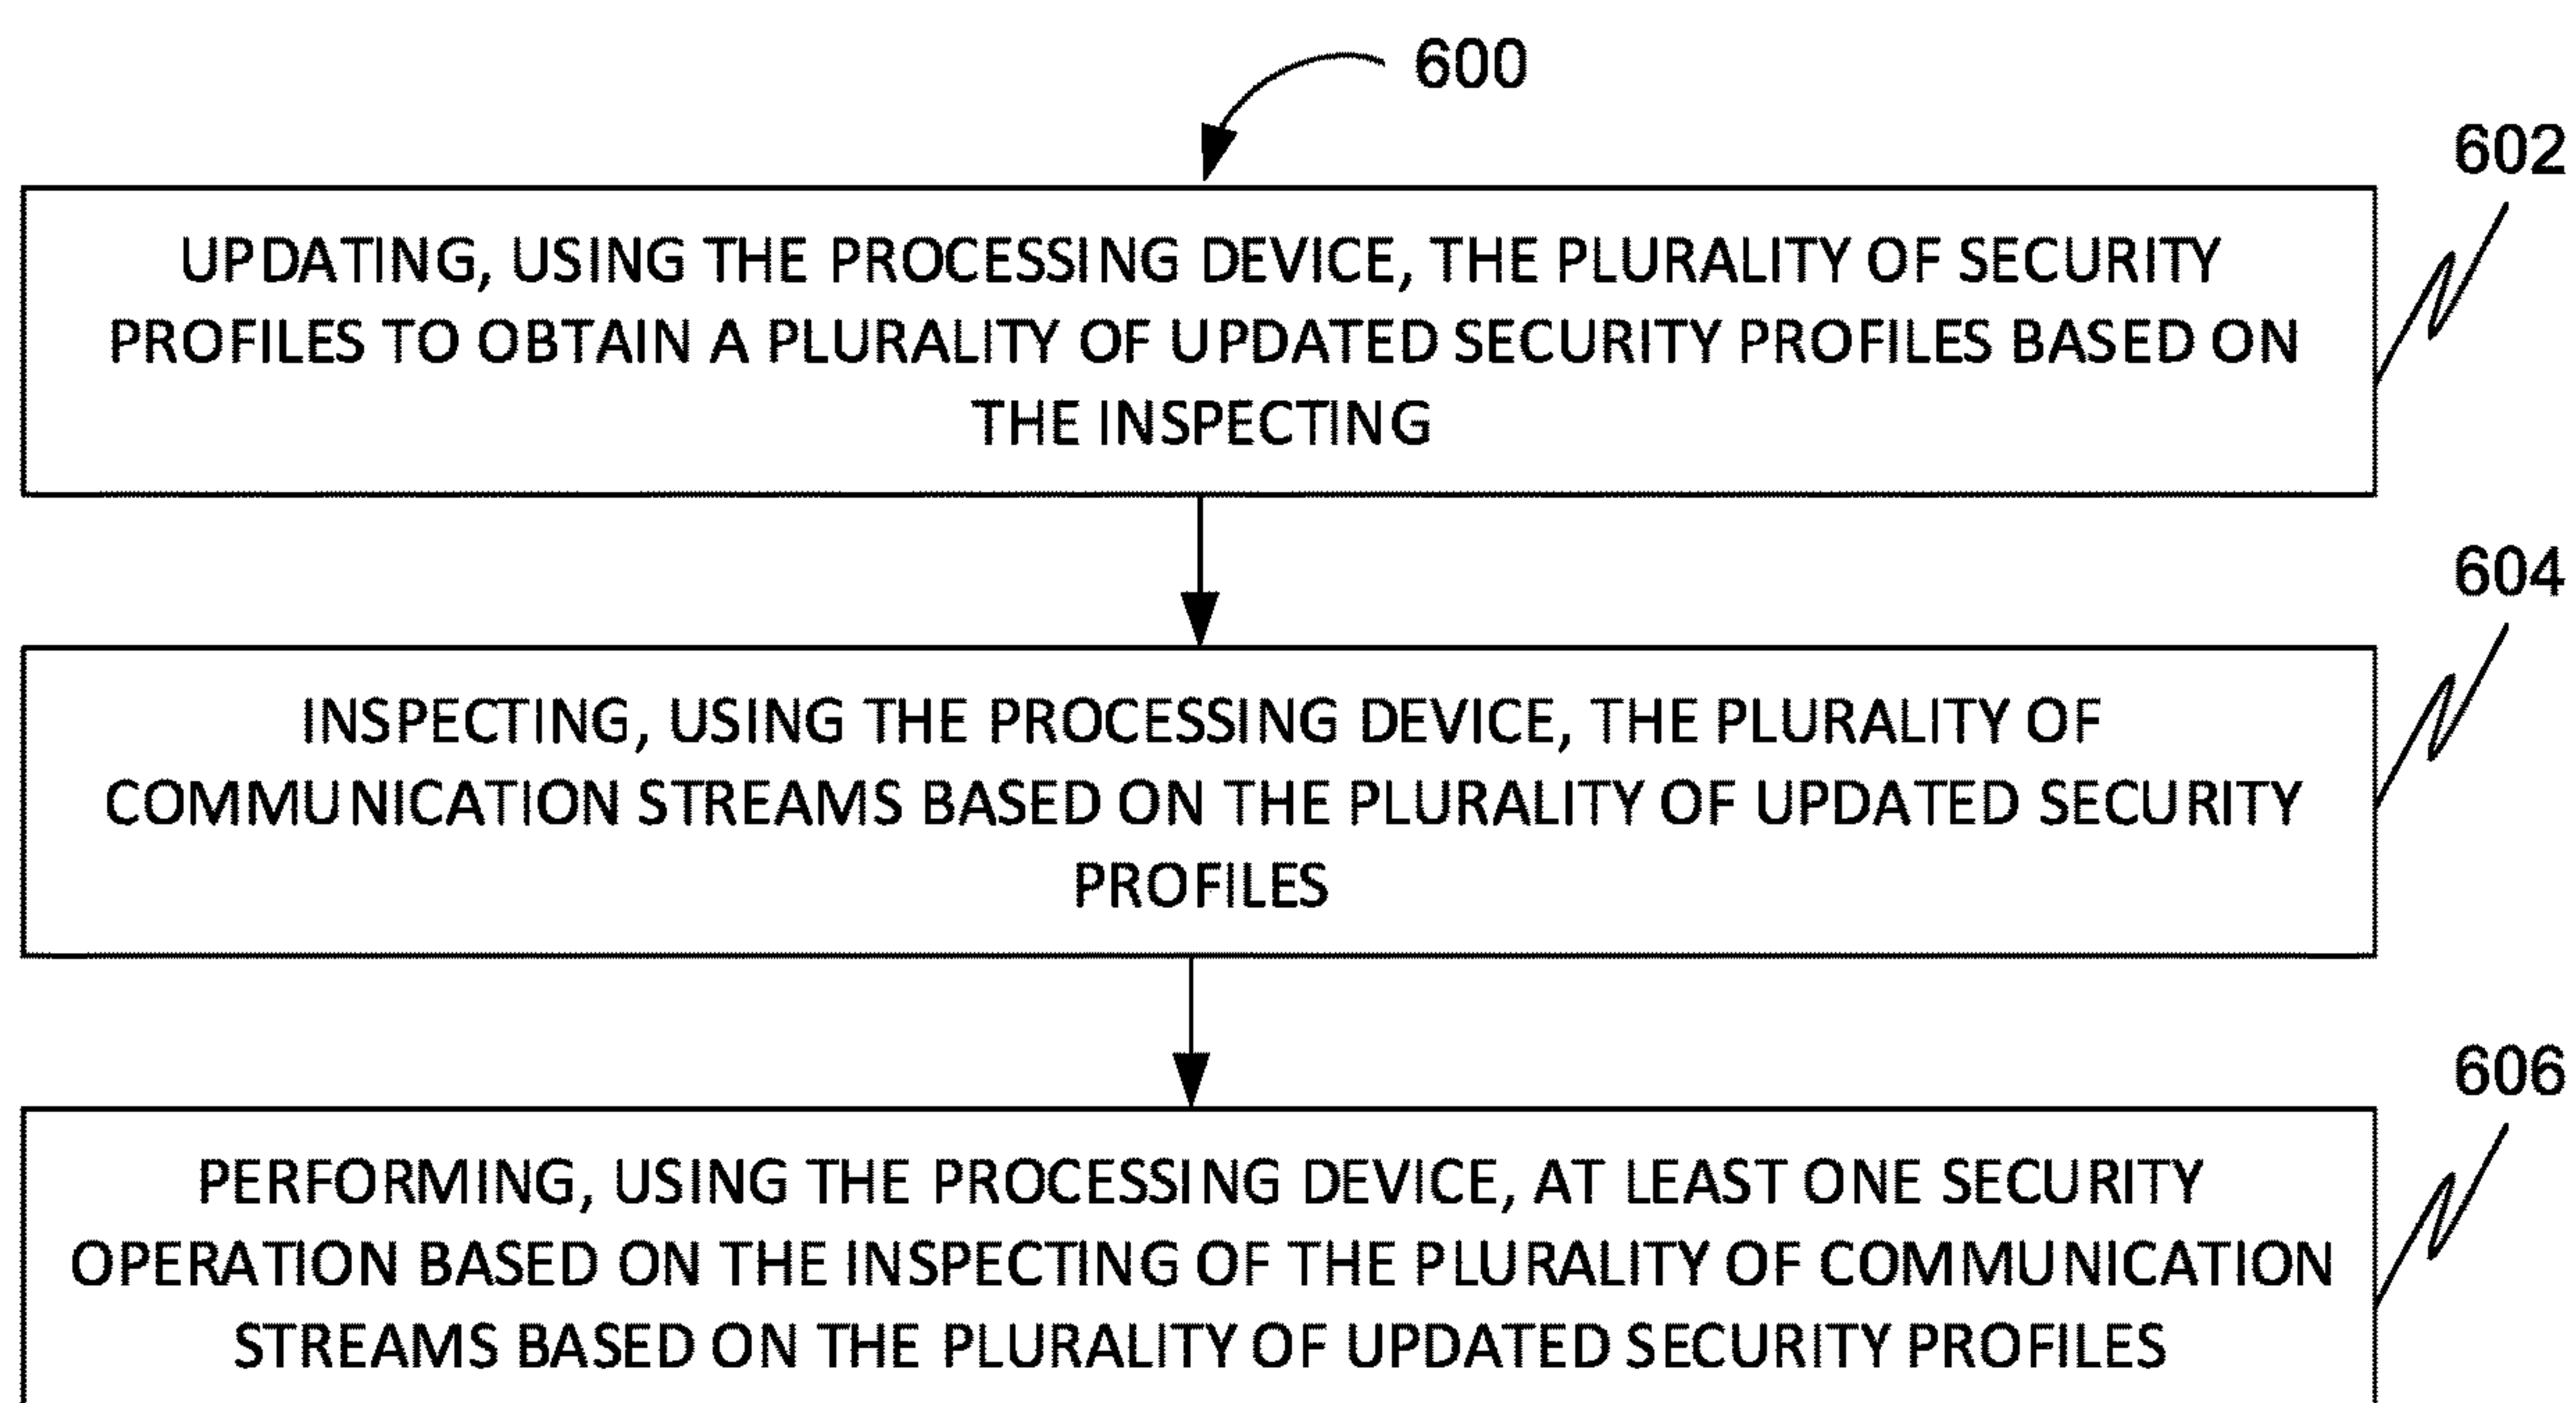 600
602
UPDATING, USING THE PROCESSING DEVICE, THE PLURALITY OF SECURITY
PROFILES TO OBTAIN A PLURALITY OF UPDATED SECURITY PROFILES BASED ON
THE INSPECTING
604
INSPECTING, USING THE PROCESSING DEVICE, THE PLURALITY OF
COMMUNICATION STREAMS BASED ON THE PLURALITY OF UPDATED SECURITY
PROFILES
606
PERFORMING, USING THE PROCESSING DEVICE, AT LEAST ONE SECURITY
OPERATION BASED ON THE INSPECTING OF THE PLURALITY OF COMMUNICATION
STREAMS BASED ON THE PLURALITY OF UPDATED SECURITY PROFILES